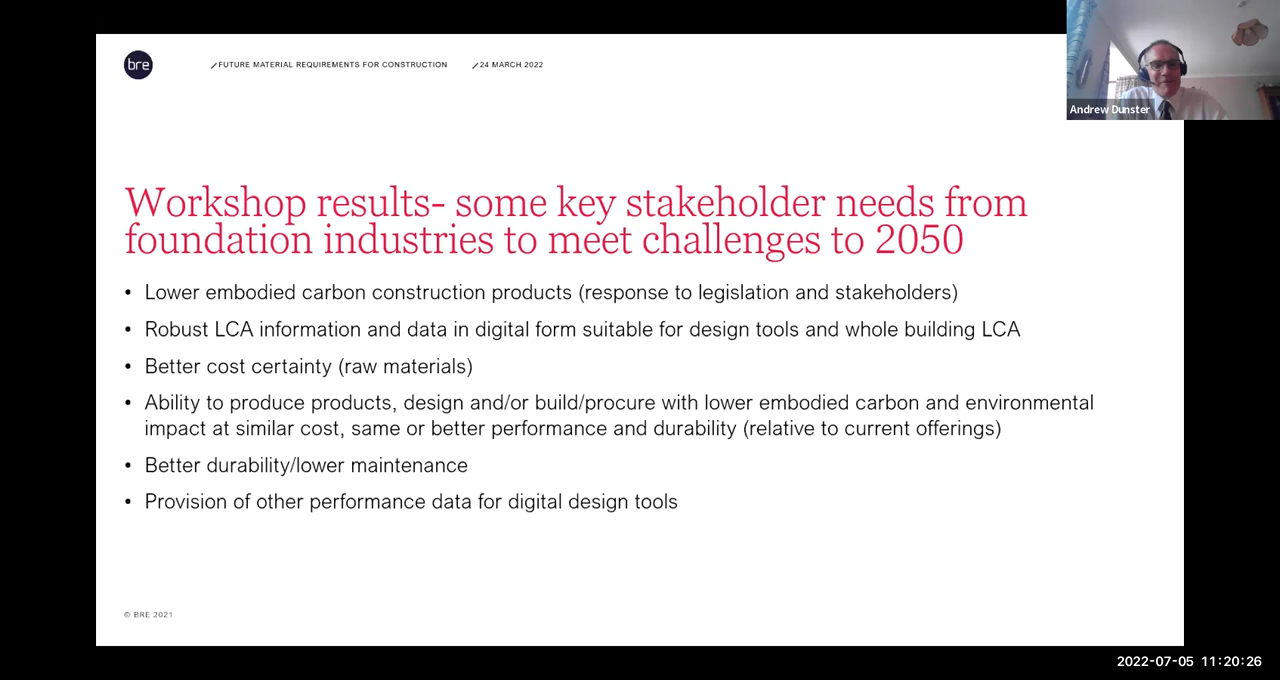 bre
FUTURE MATERIAL REQUIREMENTS FOR CONSTRUCTION
24 MARCH 2022
Andrew Dunster
Workshop results- some key stakeholder needs from
foundation industries to meet challenges to 2050
• Lower embodied carbon construction products (response to legislation and stakeholders)
• Robust LCA information and data in digital form suitable for design tools and whole building LCA
• Better cost certainty (raw materials)
• Ability to produce products, design and/or build/procure with lower embodied carbon and environmental
impact at similar cost, same or better performance and durability (relative to current offerings)
• Better durability/lower maintenance
• Provision of other performance data for digital design tools
© BRE 2021
2022-07-05 11:20:26